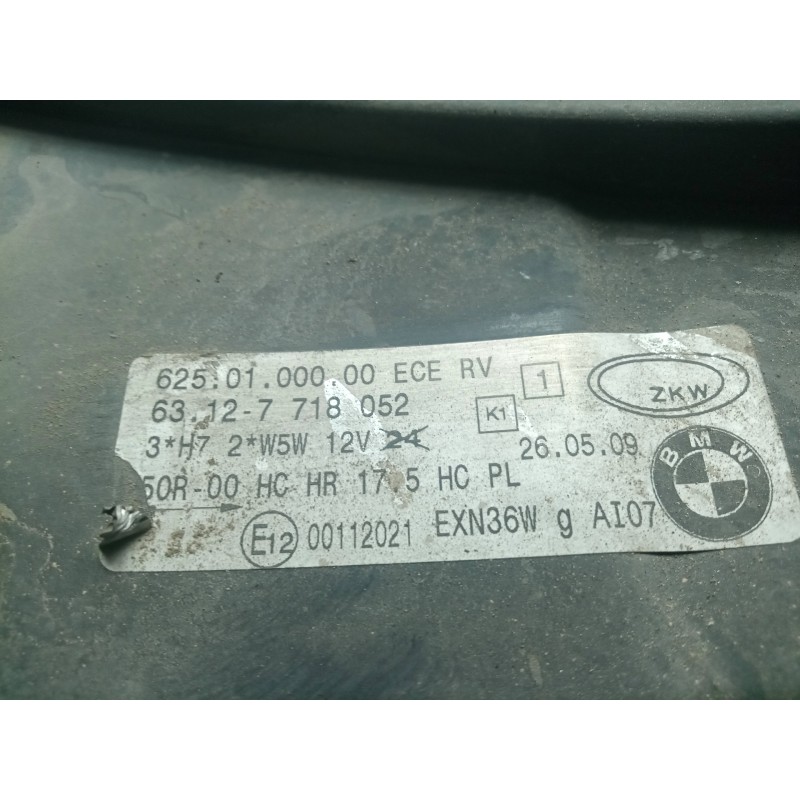 625.01.000.00 ECE RV 1 ZKW
63.12-7 718 052 K1
3*H7 2*W5W 12V 24 26.05.09
50R-00 HC HR 17.5 HC PL BMW
E12 00112021 EXN36W g AI07